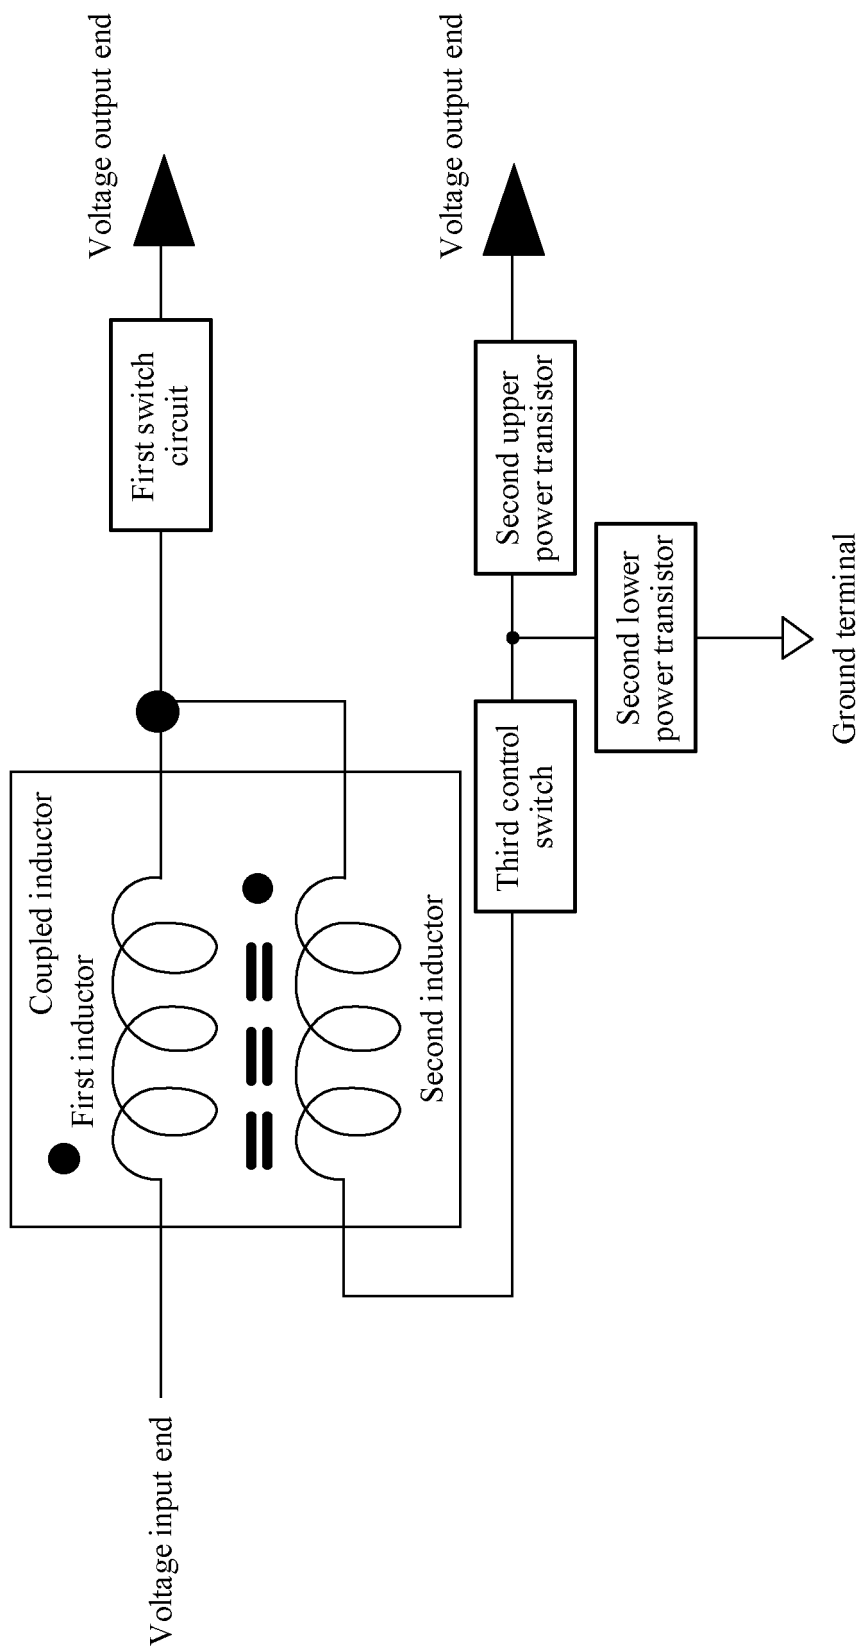 Coupled inductor
First inductor
Voltage input end
First switch
circuit
Voltage output end
Second inductor
Third control
switch
Second upper
power transistor
Voltage output end
Second lower
power transistor
Ground terminal